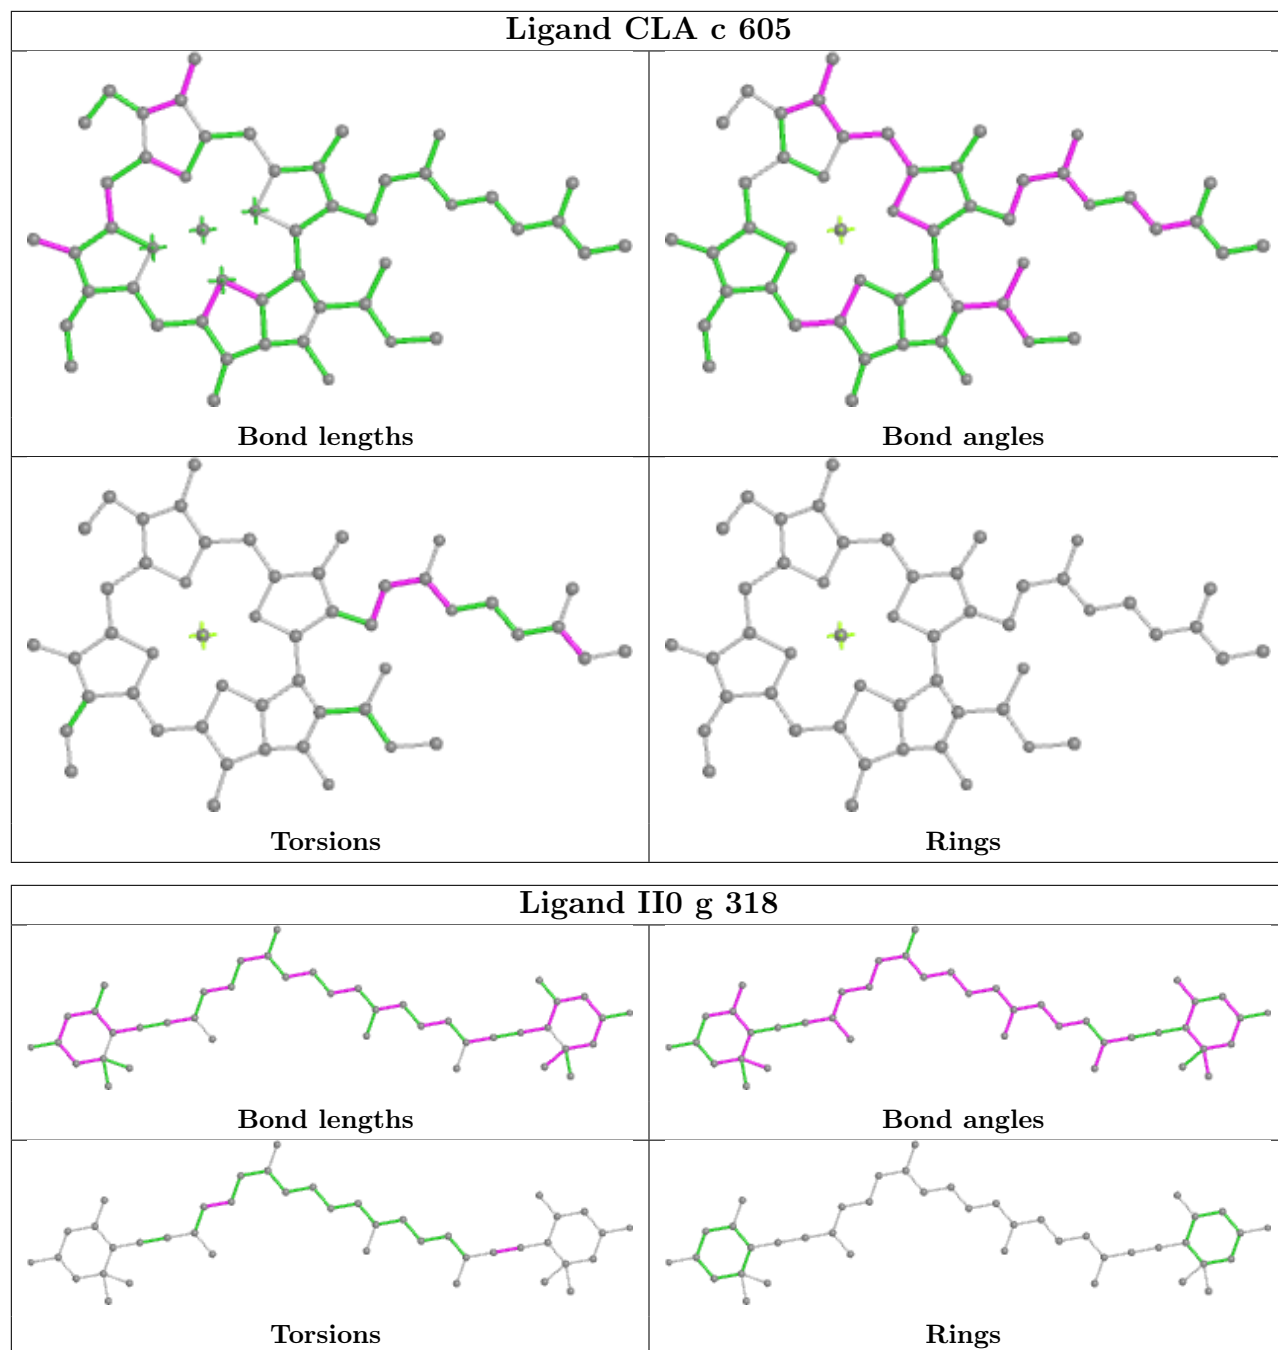 Ligand CLA c 605
Bond lengths
Bond angles
Torsions
Rings
Ligand II0 g 318
Bond lengths
Bond angles
Torsions
Rings